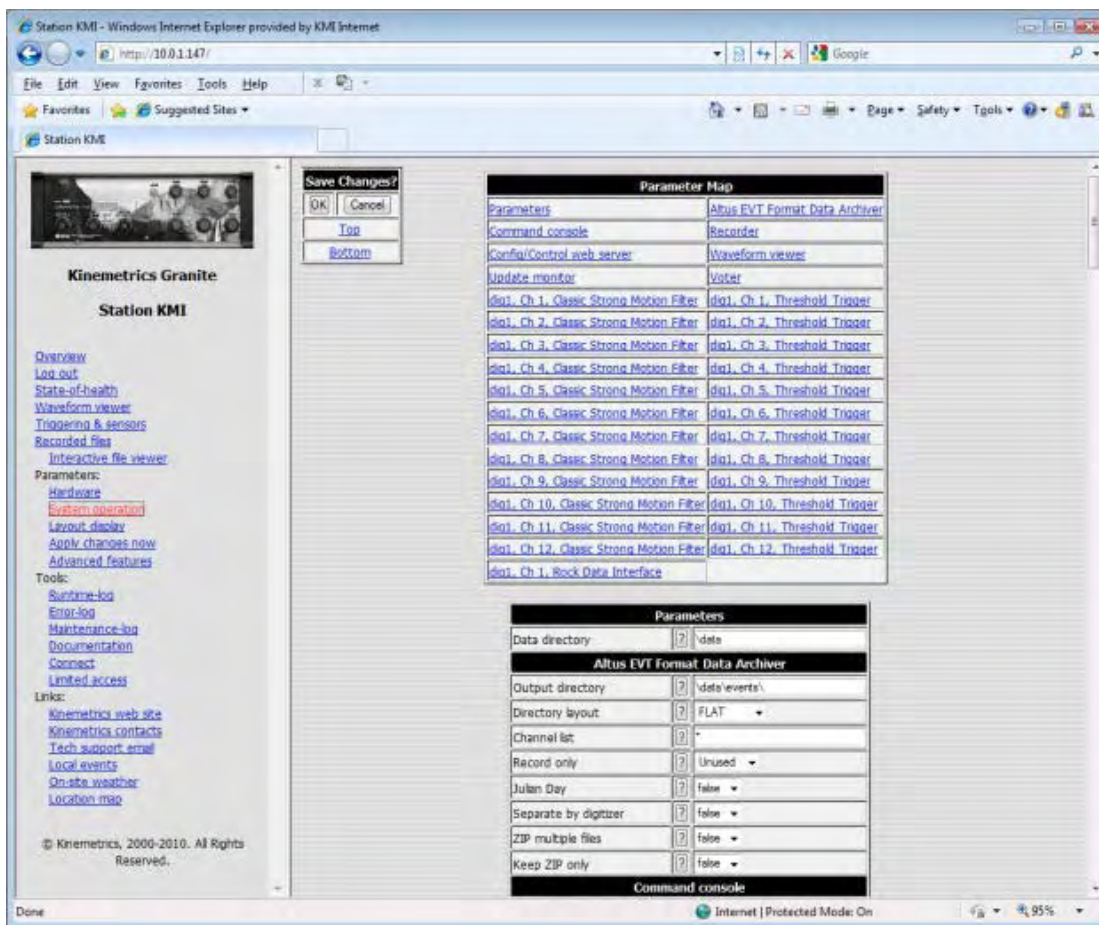 Station KMI - Windows Internet Explorer provided by KMI Internet
http://10.0.1.147/
Google
File Edit View Favorites Tools Help
Favorites Suggested Sites
Page Safety Tools
Station KMI
Kinemetrics Granite
Station KMI
Overview
Log out
State-of-health
Waveform viewer
Triggering & sensors
Recorded files
Interactive file viewer
Parameters:
Hardware
System operation
Layout display
Apply changes now
Advanced features
Tools:
Runtime-log
Error-log
Maintenance-log
Documentation
Connect
Limited access
Links:
Kinemetrics web site
Kinemetrics contacts
Tech support email
Local events
On-site weather
Location map
© Kinemetrics, 2000-2010. All Rights
Reserved.
Save Changes?
OK Cancel
Top
Bottom
Parameter Map
Parameters Altus EVT Format Data Archiver
Command console Recorder
Config/Control web server Waveform viewer
Update monitor Voter
dig1, Ch 1, Classic Strong Motion Filter dig1, Ch 1, Threshold Trigger
dig1, Ch 2, Classic Strong Motion Filter dig1, Ch 2, Threshold Trigger
dig1, Ch 3, Classic Strong Motion Filter dig1, Ch 3, Threshold Trigger
dig1, Ch 4, Classic Strong Motion Filter dig1, Ch 4, Threshold Trigger
dig1, Ch 5, Classic Strong Motion Filter dig1, Ch 5, Threshold Trigger
dig1, Ch 6, Classic Strong Motion Filter dig1, Ch 6, Threshold Trigger
dig1, Ch 7, Classic Strong Motion Filter dig1, Ch 7, Threshold Trigger
dig1, Ch 8, Classic Strong Motion Filter dig1, Ch 8, Threshold Trigger
dig1, Ch 9, Classic Strong Motion Filter dig1, Ch 9, Threshold Trigger
dig1, Ch 10, Classic Strong Motion Filter dig1, Ch 10, Threshold Trigger
dig1, Ch 11, Classic Strong Motion Filter dig1, Ch 11, Threshold Trigger
dig1, Ch 12, Classic Strong Motion Filter dig1, Ch 12, Threshold Trigger
dig1, Ch 1, Rock Data Interface
Parameters
Data directory ? \data
Altus EVT Format Data Archiver
Output directory ? \data\events\
Directory layout ? FLAT
Channel list ? *
Record only ? Unused
Julian Day ? false
Separate by digitizer ? false
ZIP multiple files ? false
Keep ZIP only ? false
Command console
Done
Internet | Protected Mode: On
95%